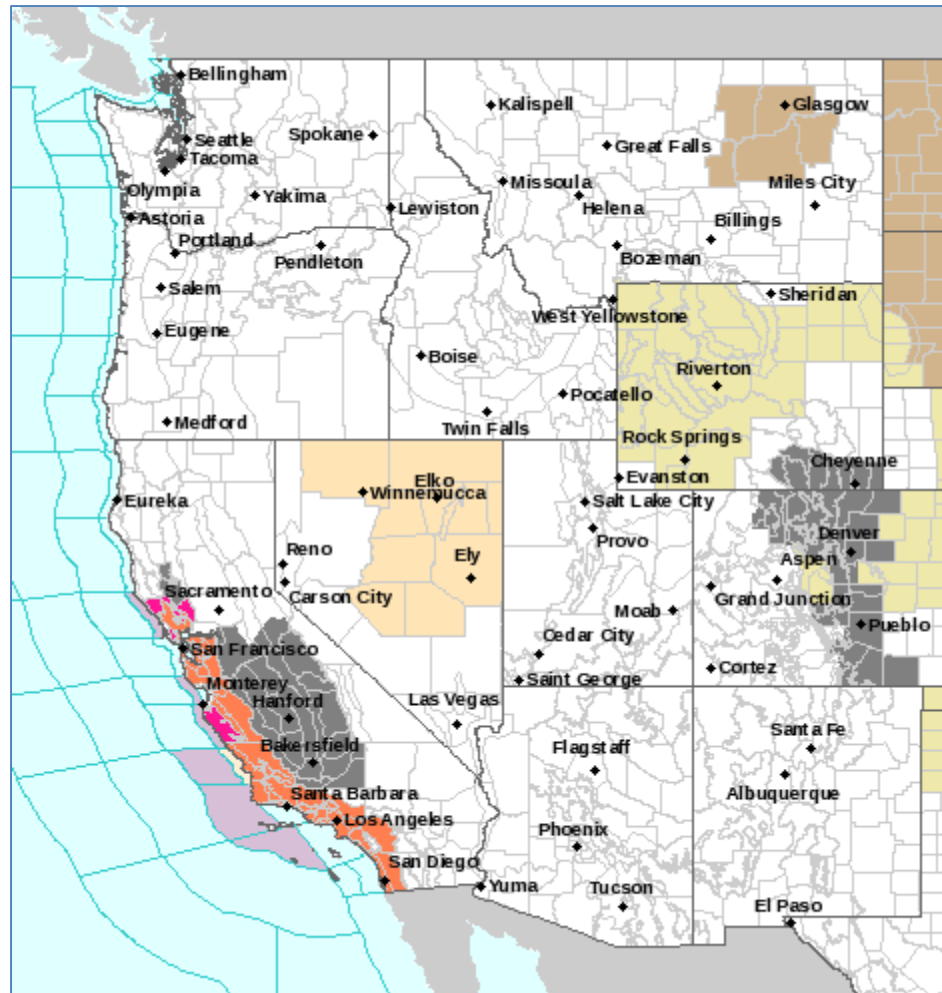 Bellingham
Kalispell
Glasgow
Seattle
Spokane
Great Falls
Tacoma
Missoula
Miles City
Olympia
Yakima
Lewiston
Helena
Astoria
Billings
Portland
Pendleton
Bozeman
Salem
Sheridan
West Yellowstone
Eugene
Boise
Riverton
Pocatello
Medford
Twin Falls
Rock Springs
Cheyenne
Elko
Evanston
Winnemucca
Eureka
Salt Lake City
Provo
Denver
Reno
Ely
Aspen
Sacramento
Carson City
Grand Junction
Moab
Pueblo
Cedar City
San Francisco
Cortez
Saint George
Monterey
Hanford
Las Vegas
Santa Fe
Bakersfield
Flagstaff
Albuquerque
Santa Barbara
Los Angeles
Phoenix
San Diego
Yuma
Tucson
El Paso